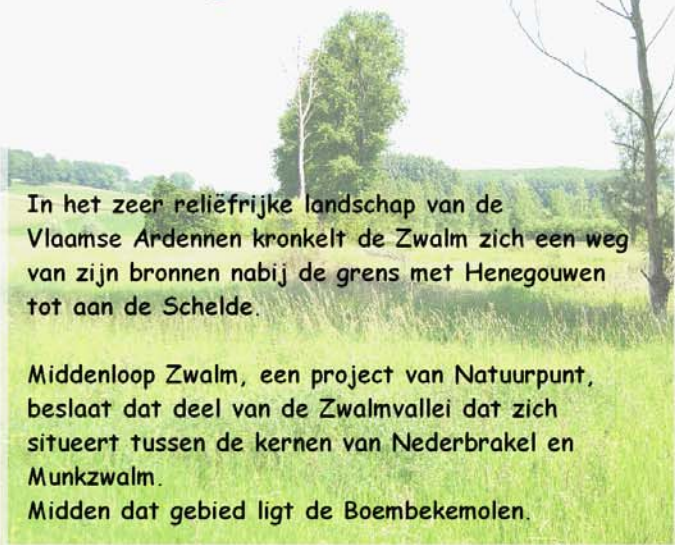 In het zeer reliëfrijke landschap van de
Vlaamse Ardennen kronkelt de Zwalm zich een weg
van zijn bronnen nabij de grens met Henegouwen
tot aan de Schelde.
Middenloop Zwalm, een project van Natuurpunt,
beslaat dat deel van de Zwalmvallei dat zich
situeert tussen de kernen van Nederbrakel en
Munkzwalm.
Midden dat gebied ligt de Boembekemolen.